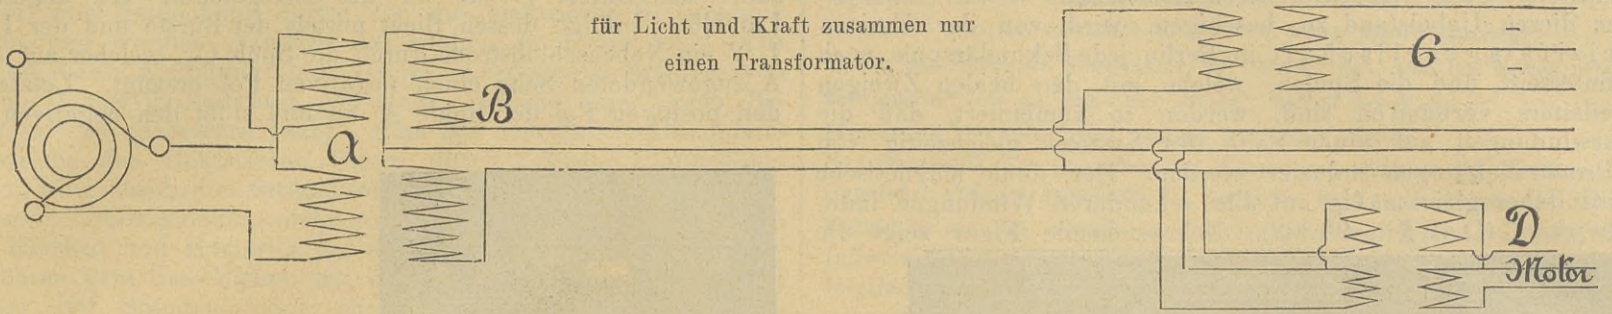 für Licht und Kraft zusammen nur
einen Transformator.
C
B
A
D
Motor